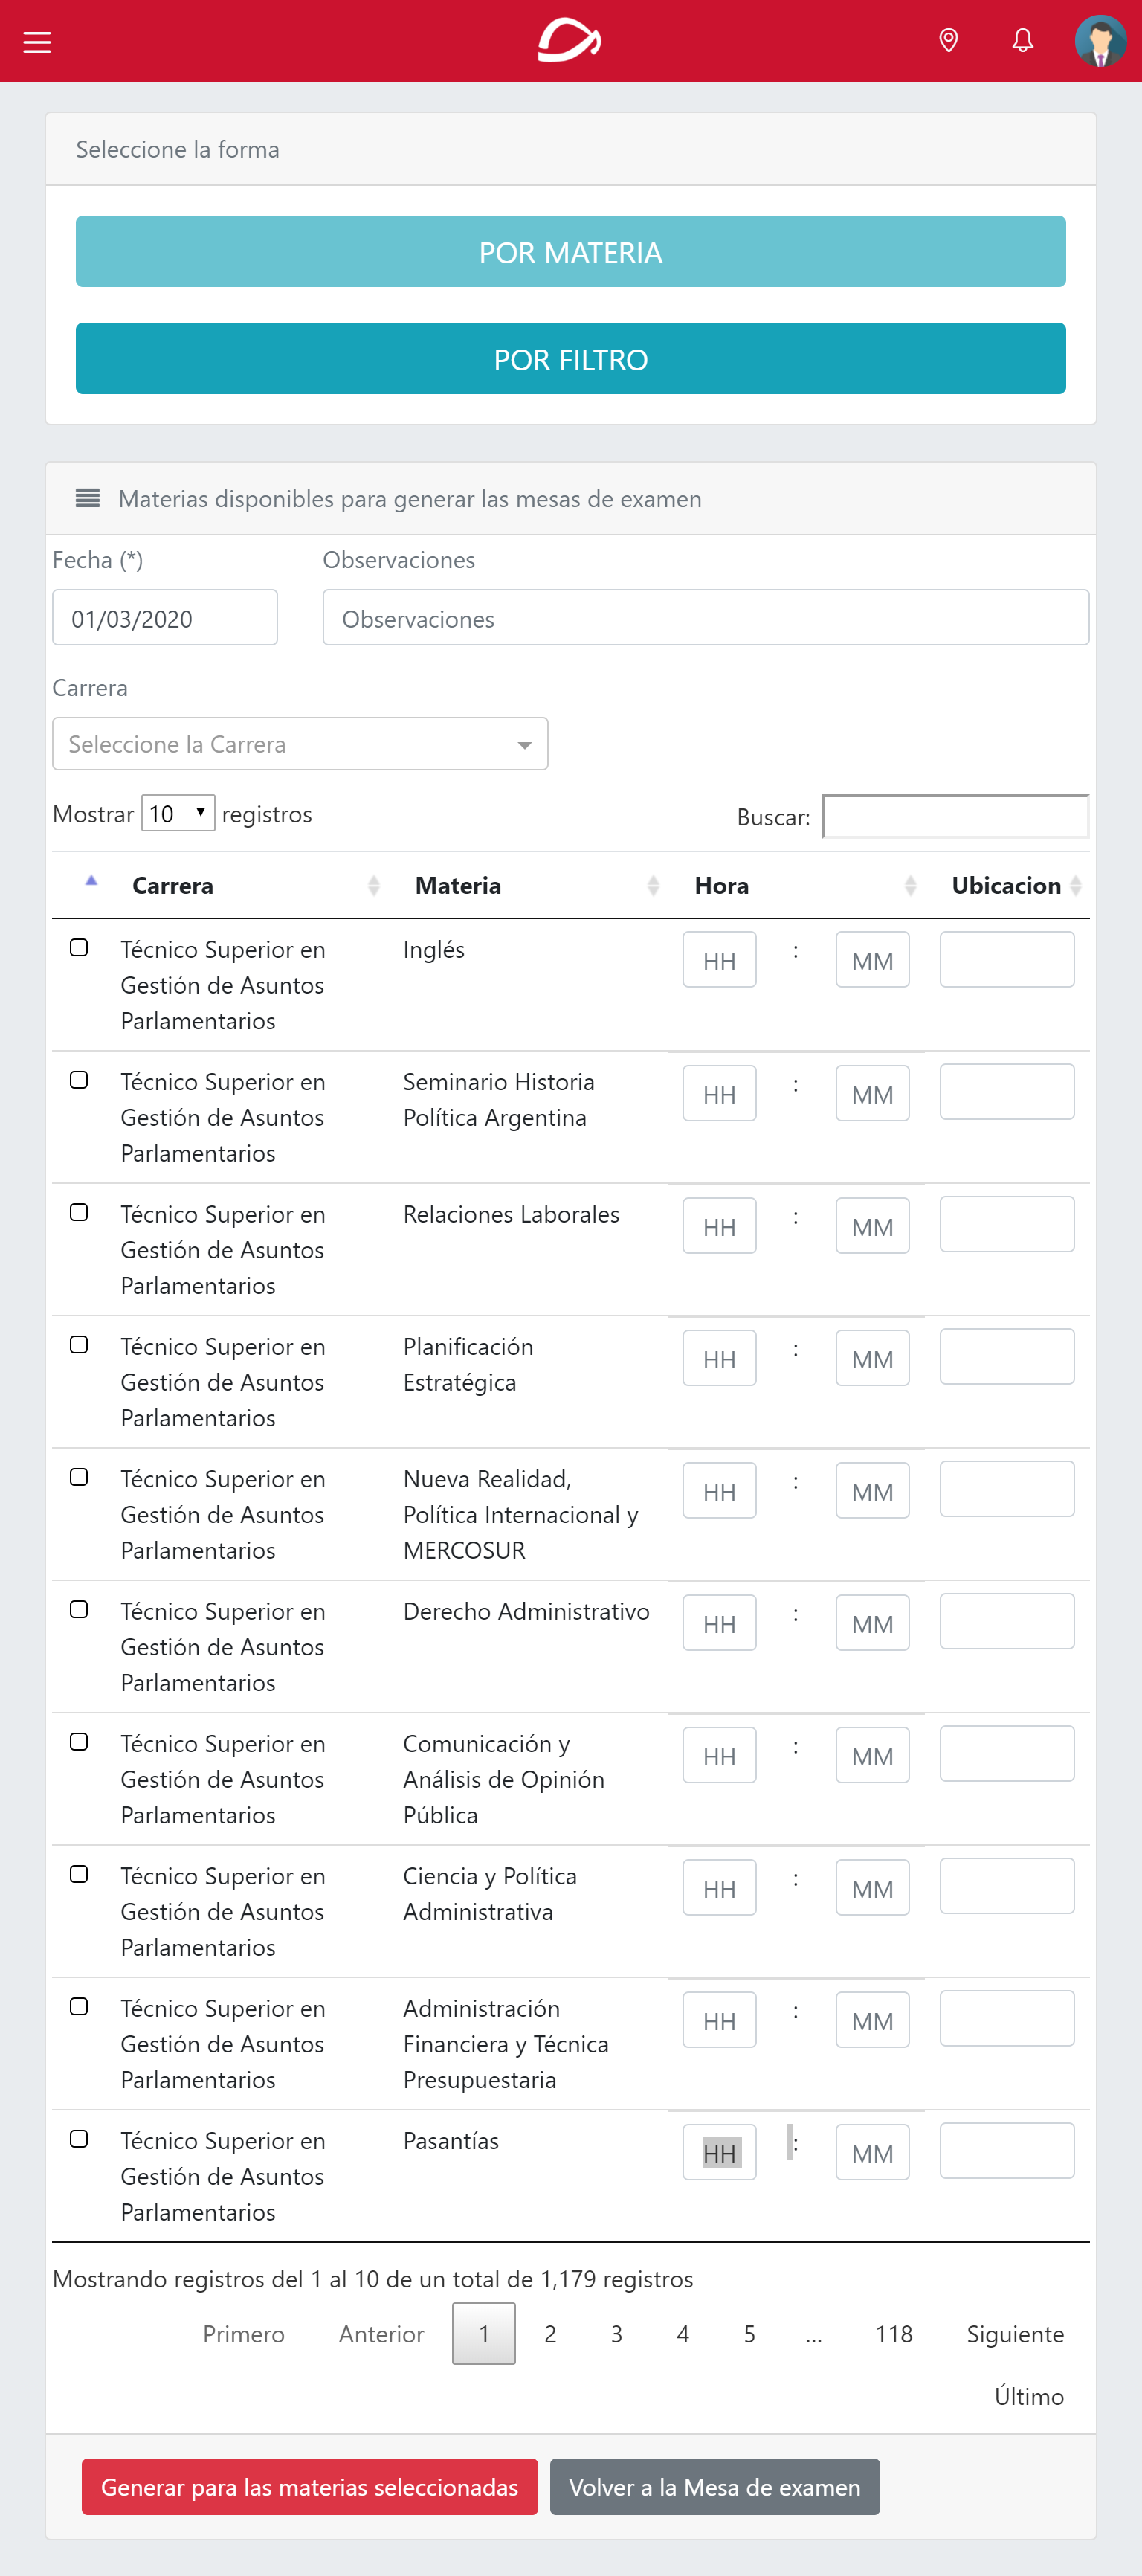 Seleccione la forma
POR MATERIA
POR FILTRO
Materias disponibles para generar las mesas de examen
Fecha (*)
Observaciones
01/03/2020
Observaciones
Carrera
Seleccione la Carrera
Mostrar 10 registros
Buscar:
Carrera Materia Hora Ubicacion
Técnico Superior en Gestión de Asuntos Parlamentarios
Inglés
HH : MM
Técnico Superior en Gestión de Asuntos Parlamentarios
Seminario Historia Política Argentina
HH : MM
Técnico Superior en Gestión de Asuntos Parlamentarios
Relaciones Laborales
HH : MM
Técnico Superior en Gestión de Asuntos Parlamentarios
Planificación Estratégica
HH : MM
Técnico Superior en Gestión de Asuntos Parlamentarios
Nueva Realidad, Política Internacional y MERCOSUR
HH : MM
Técnico Superior en Gestión de Asuntos Parlamentarios
Derecho Administrativo
HH : MM
Técnico Superior en Gestión de Asuntos Parlamentarios
Comunicación y Análisis de Opinión Pública
HH : MM
Técnico Superior en Gestión de Asuntos Parlamentarios
Ciencia y Política Administrativa
HH : MM
Técnico Superior en Gestión de Asuntos Parlamentarios
Administración Financiera y Técnica Presupuestaria
HH : MM
Técnico Superior en Gestión de Asuntos Parlamentarios
Pasantías
HH : MM
Mostrando registros del 1 al 10 de un total de 1,179 registros
Primero Anterior 1 2 3 4 5 ... 118 Siguiente
Último
Generar para las materias seleccionadas
Volver a la Mesa de examen